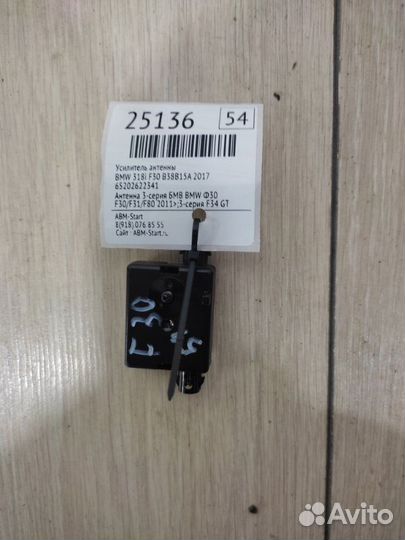 25136
54
Усилитель антенны
BMW 318i F30 B38B15A 2017
65202622341
Антенна 3-серия БМВ BMW Ф30
F30/F31/F80 2011>;3-серия F34 GT
ABM-Start
8(918) 076 85 55
Сайт: ABM-Start.ru
Avito